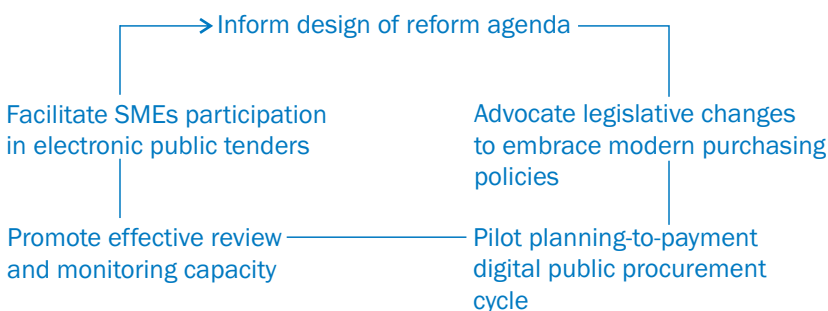 Inform design of reform agenda
Facilitate SMEs participation
in electronic public tenders
Advocate legislative changes
to embrace modern purchasing
policies
Promote effective review
and monitoring capacity
Pilot planning-to-payment
digital public procurement
cycle